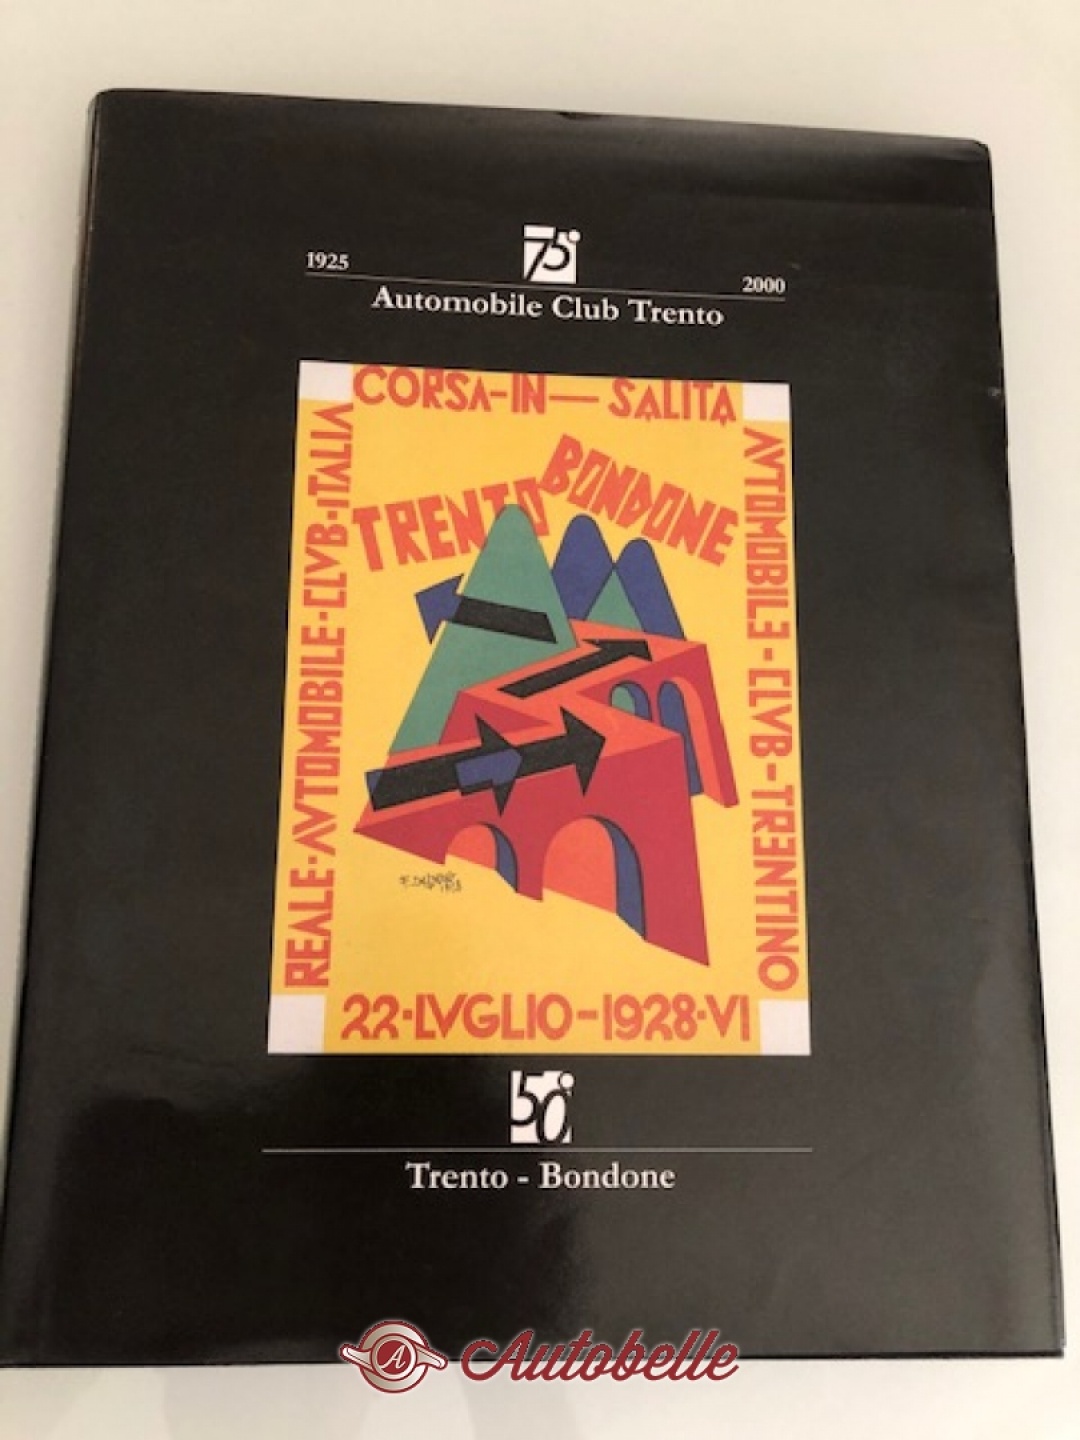 75°
1925
2000
Automobile Club Trento
CORSA-IN—SALITA
REALE-AVTOMOBILE-CLVB-ITALIA
AVTOMOBILE-CLVB-TRENTINO
TRENTO
BONDONE
22·LVGLIO-1928·VI
50°
Trento - Bondone
A
Autobelle